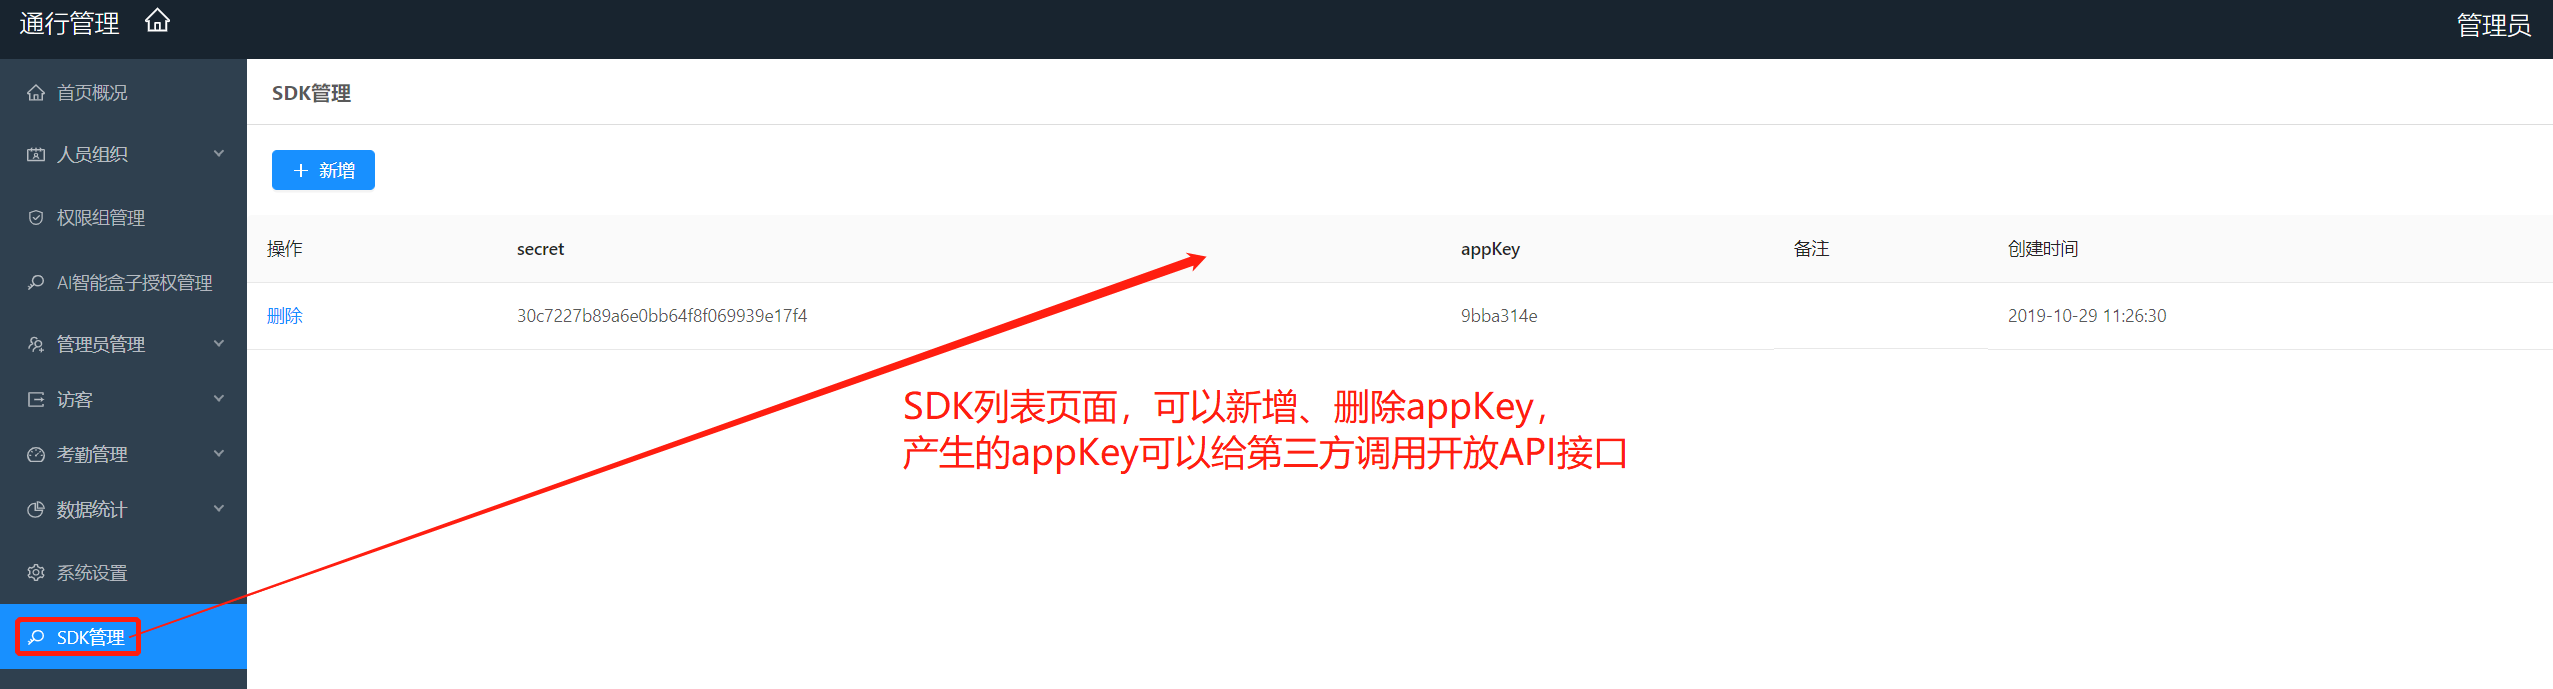 通行管理
管理员
首页概况
人员组织
权限组管理
AI智能盒子授权管理
管理员管理
访客
考勤管理
数据统计
系统设置
SDK管理
SDK管理
新增
操作 secret appKey 备注 创建时间
删除 30c7227b89a6e0bb64f8f069939e17f4 9bba314e 2019-10-29 11:26:30
SDK列表页面，可以新增、删除appKey，
产生的appKey可以给第三方调用开放API接口